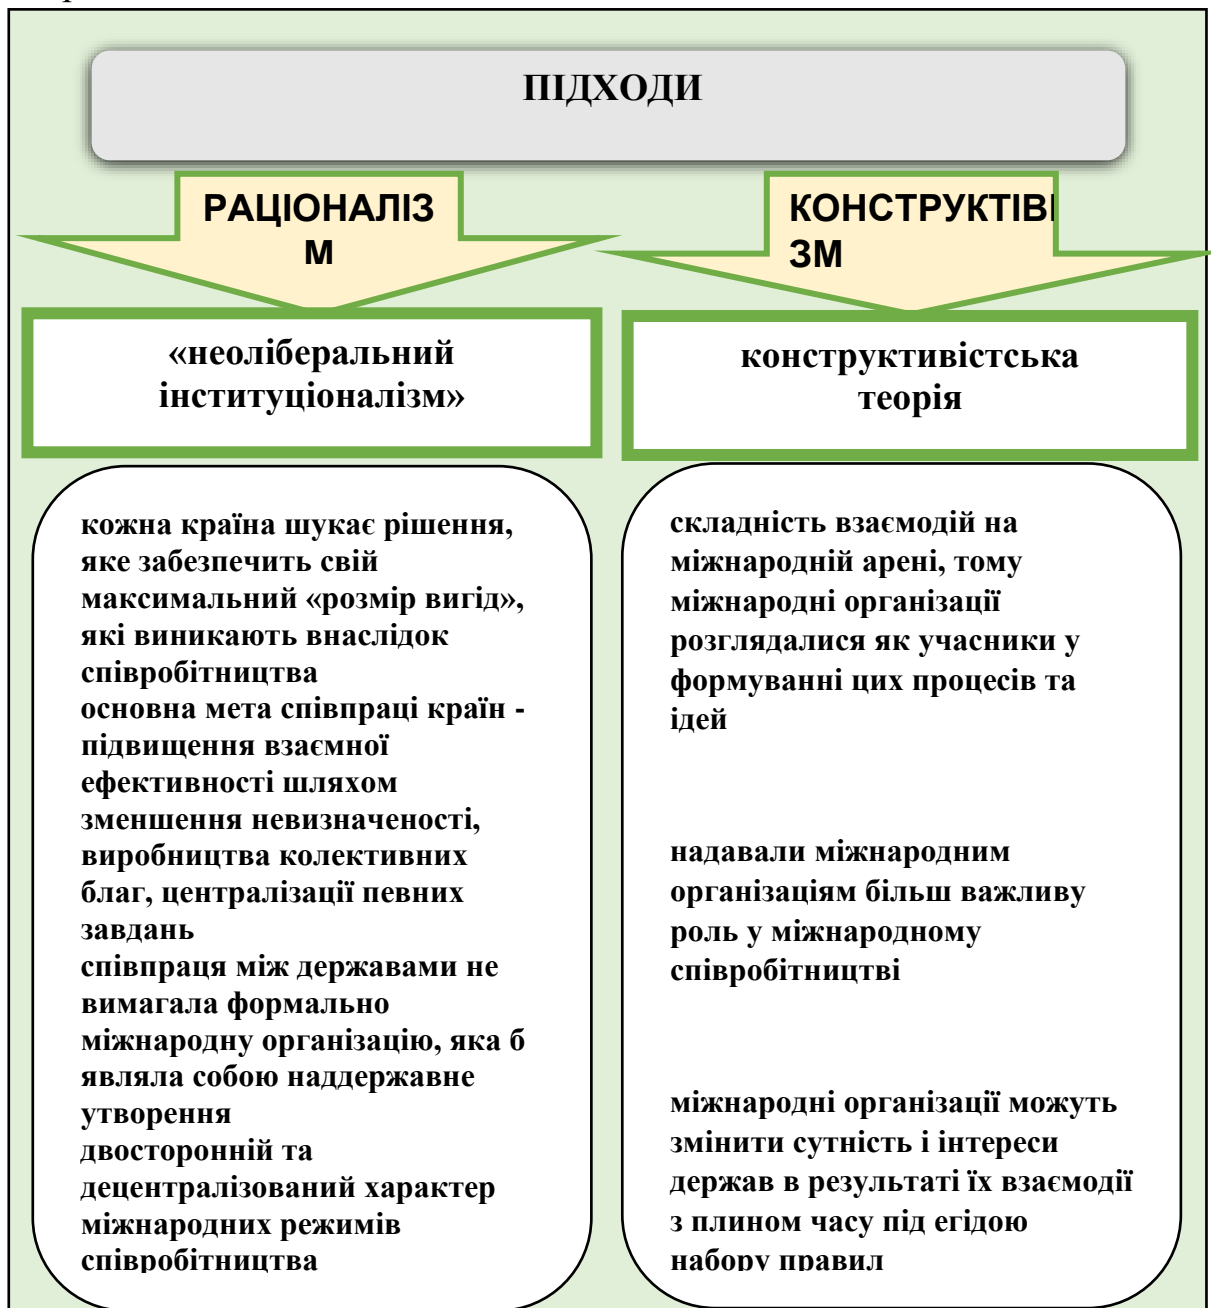 ПІДХОДИ
РАЦІОНАЛІЗ
М
«неоліберальний
інституціоналізм»
кожна країна шукає рішення,
яке забезпечить свій
максимальний «розмір вигід»,
які виникають внаслідок
співробітництва
основна мета співпраці країн -
підвищення взаємної
ефективності шляхом
зменшення невизначеності,
виробництва колективних
благ, централізації певних
завдань
співпраця між державами не
вимагала формально
міжнародну організацію, яка б
являла собою наддержавне
утворення
двосторонній та
децентралізований характер
міжнародних режимів
співробітництва
КОНСТРУКТІВІ
ЗМ
конструктивістська
теорія
складність взаємодій на
міжнародній арені, тому
міжнародні організації
розглядалися як учасники у
формуванні цих процесів та
ідей
надавали міжнародним
організаціям більш важливу
роль у міжнародному
співробітництві
міжнародні організації можуть
змінити сутність і інтереси
держав в результаті їх взаємодії
з плином часу під егідою
набору правил